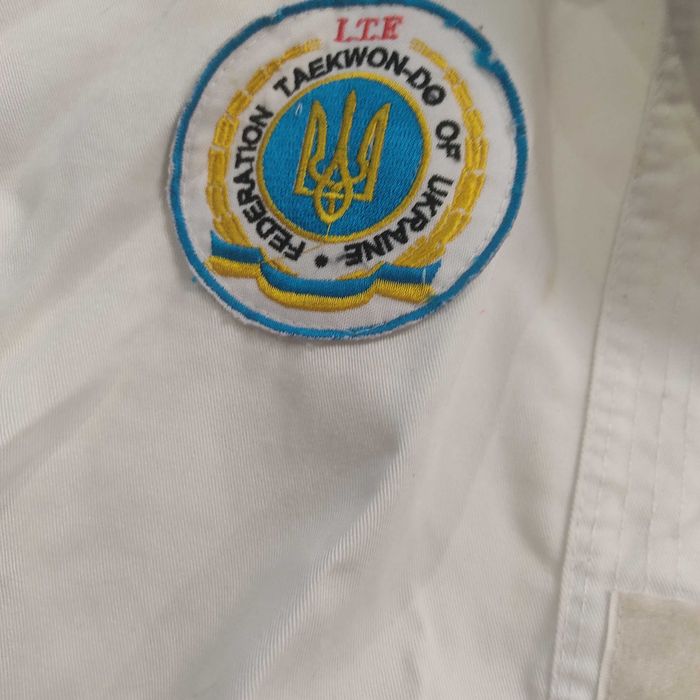 I.T.F
FEDERATION TAEKWON-DO OF UKRAINE •